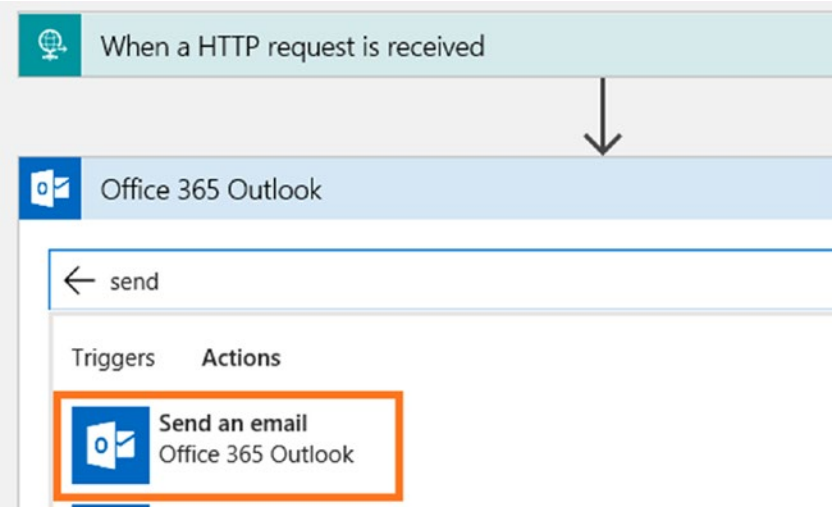 When a HTTP request is received
Office 365 Outlook
send
Triggers Actions
Send an email
Office 365 Outlook